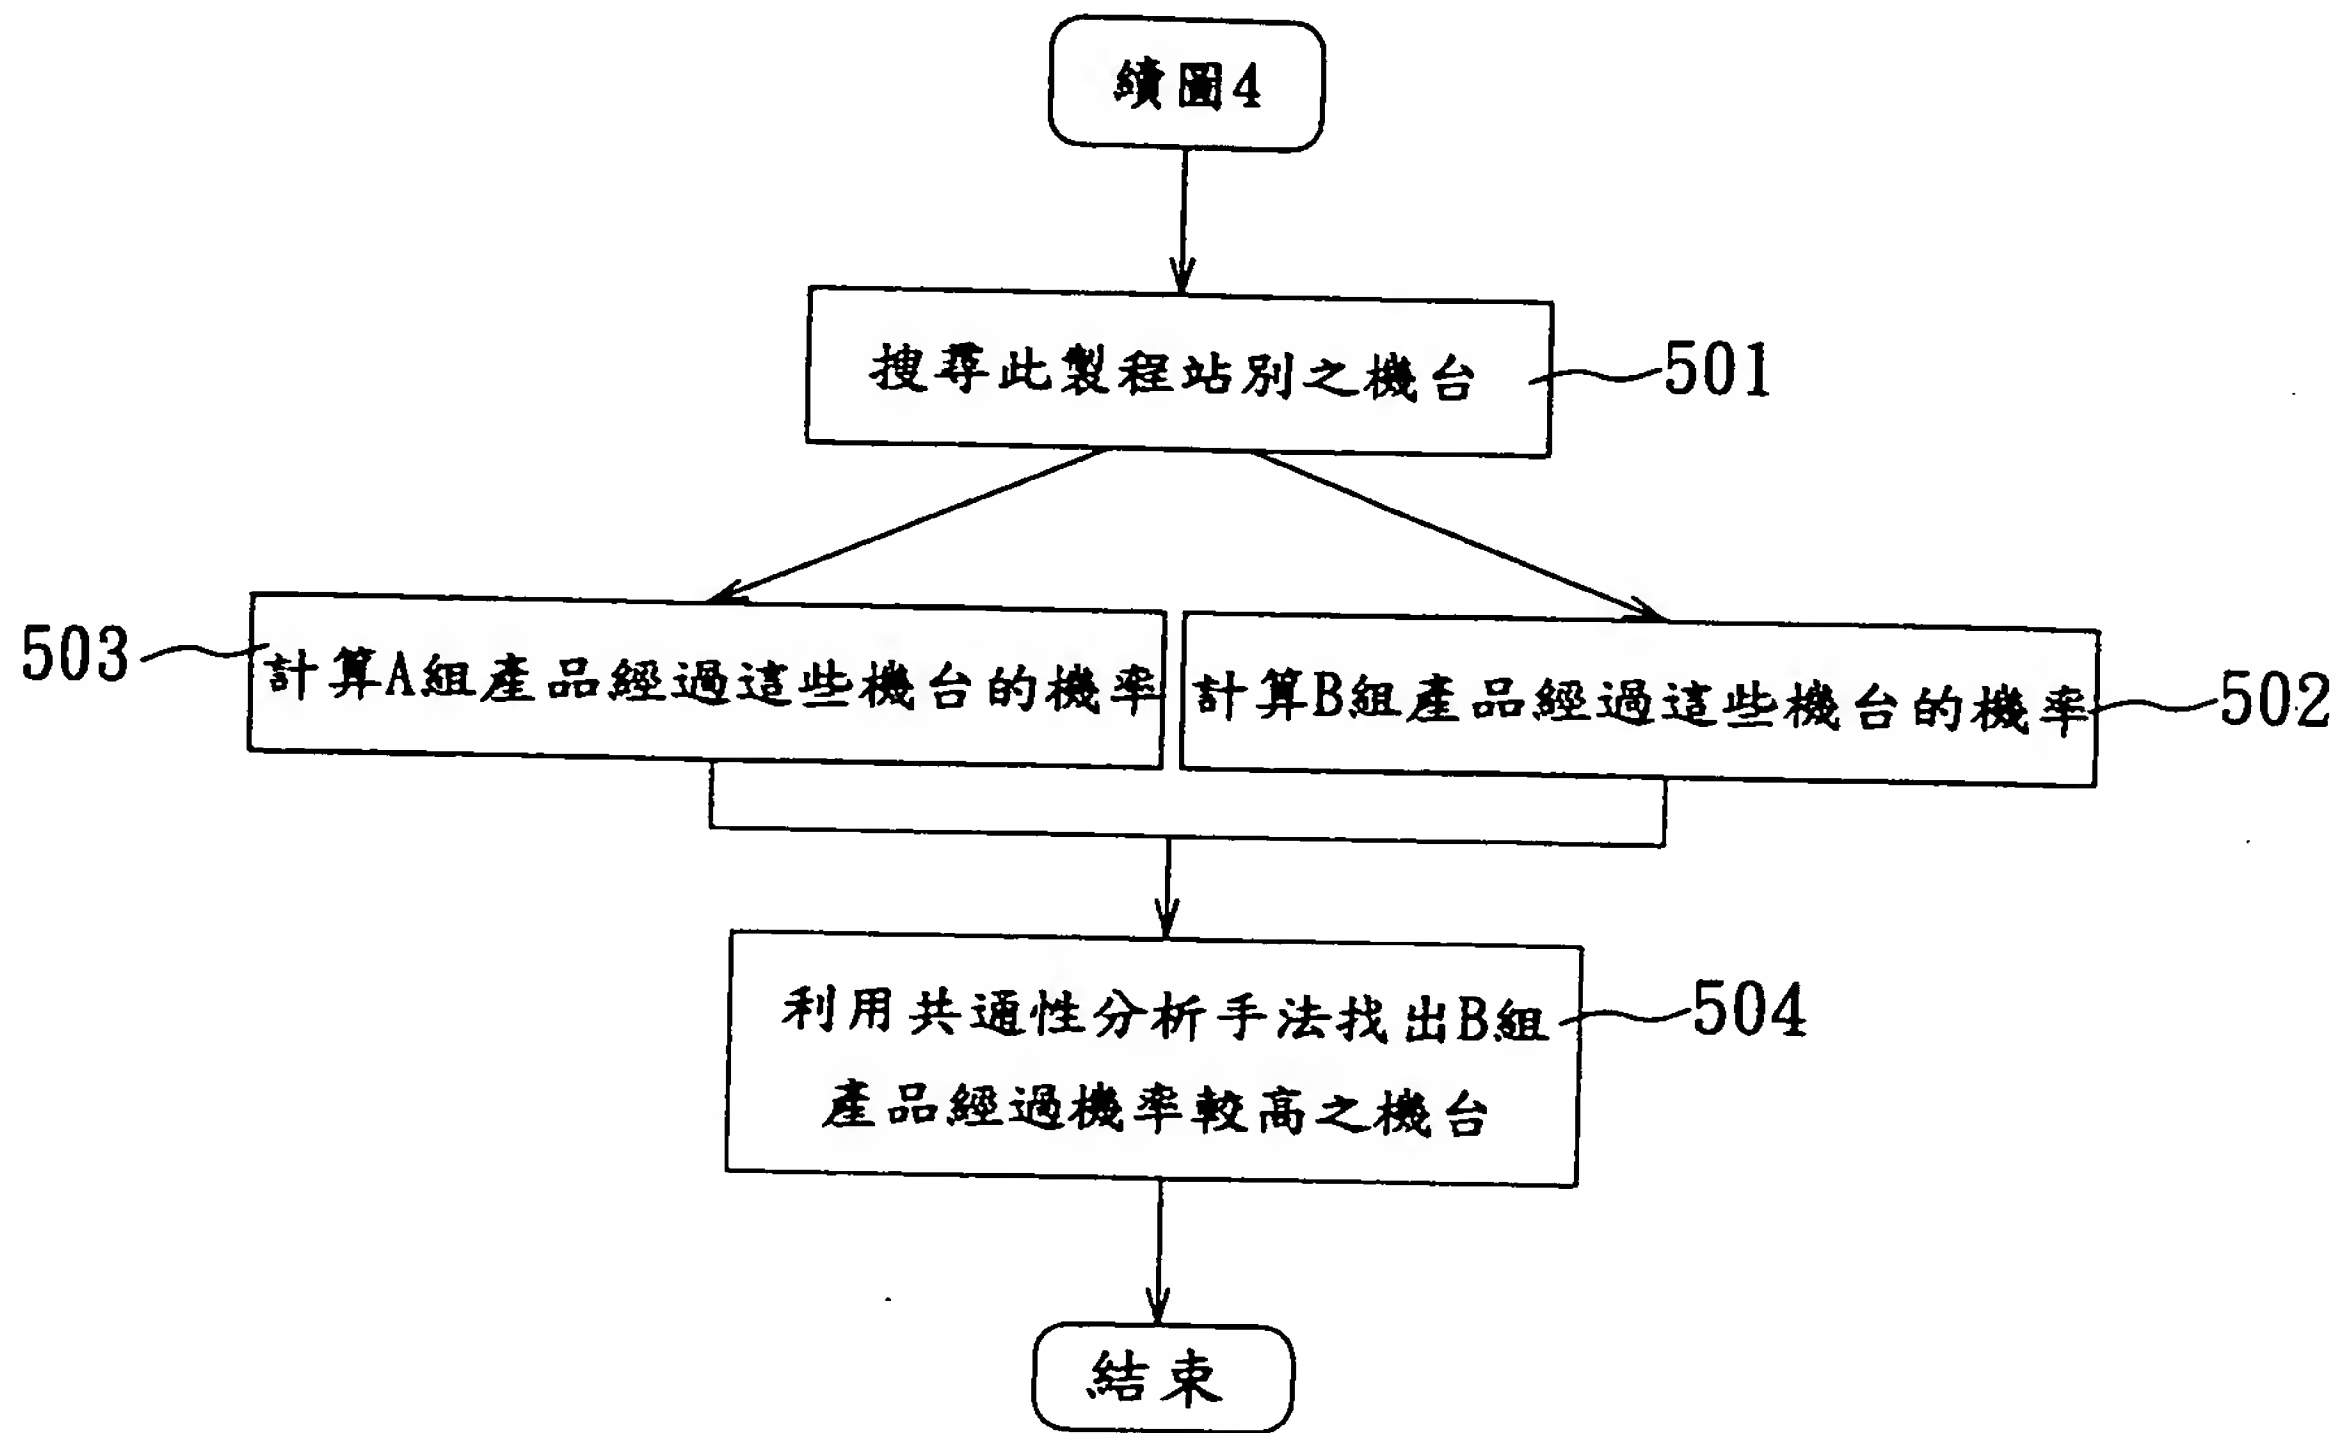 續圖4
搜尋此製程站別之機台
501
503
計算A組產品經過這些機台的機率
計算B組產品經過這些機台的機率
502
利用共通性分析手法找出B組
產品經過機率較高之機台
504
結束